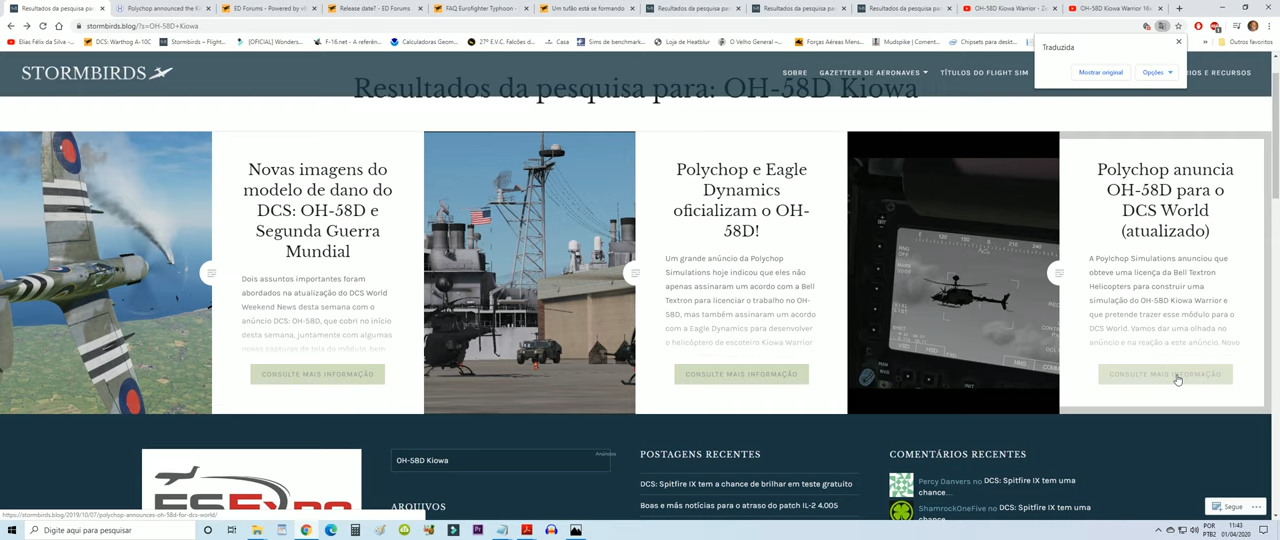 Resultados da pesqui
Polychop announced the K
ED Forums - Powered by v
Release date? - ED Forums
FAQ Eurofighter Typhoon -
Um tufão está se formando
Resultados da pesquisa par
Resultados da pesquisa par
Resultados da pesquisa par
OH-58D Kiowa Warrior - Z
OH-58D Kiowa Warrior 16
stormbirds.blog/?s=OH-58D+Kiowa
Elias Félix da Silva -...
DCS: Warthog A-10C
Stormbirds – Flight...
[OFICIAL] Wonders...
F-16.net - A referên...
Calculadoras Geom...
27º E.V.C. Falcões d...
Casa
Sims de benchmark...
Loja de Heatblur
O Velho General –...
Forças Aéreas Mens...
Mudspike | Coment...
Chipsets para deskt...
Outros favoritos
Traduzida
Mostrar original
Opções
STORMBIRDS
SOBRE
GAZETTEER DE AERONAVES
TÍTULOS DO FLIGHT SIM
IOS E RECURSOS
Resultados da pesquisa para: OH-58D Kiowa
Novas imagens do
modelo de dano do
DCS: OH-58D e
Segunda Guerra
Mundial
Dois assuntos importantes foram
abordados na atualização do DCS World
Weekend News desta semana com o
anúncio DCS: OH-58D, que cobri no início
desta semana, juntamente com algumas
novas capturas de tela do módulo, bem
CONSULTE MAIS INFORMAÇÃO
Polychop e Eagle
Dynamics
oficializam o OH-
58D!
Um grande anúncio da Polychop
Simulations hoje indicou que eles não
apenas assinaram um acordo com a Bell
Textron para licenciar o trabalho no OH-
58D, mas também assinaram um acordo
com a Eagle Dynamics para desenvolver
o helicóptero de escoteiro Kiowa Warrior
CONSULTE MAIS INFORMAÇÃO
Polychop anuncia
OH-58D para o
DCS World
(atualizado)
A Poylchop Simulations anunciou que
obteve uma licença da Bell Textron
Helicopters para construir uma
simulação do OH-58D Kiowa Warrior e
que pretende trazer esse módulo para o
DCS World. Vamos dar uma olhada no
anúncio e na reação a este anúncio. Novo
CONSULTE MAIS INFORMAÇÃO
Anúncios
OH-58D Kiowa
ARQUIVOS
POSTAGENS RECENTES
DCS: Spitfire IX tem a chance de brilhar em teste gratuito
Boas e más notícias para o atraso do patch IL-2 4.005
COMENTÁRIOS RECENTES
Percy Danvers no DCS: Spitfire IX tem uma
chance...
ShamrockOneFive no DCS: Spitfire IX tem uma
chance
Segue
https://stormbirds.blog/2019/10/07/polychop-announces-oh-58d-for-dcs-world/
Digite aqui para pesquisar
POR
PTB2
11:43
01/04/2020